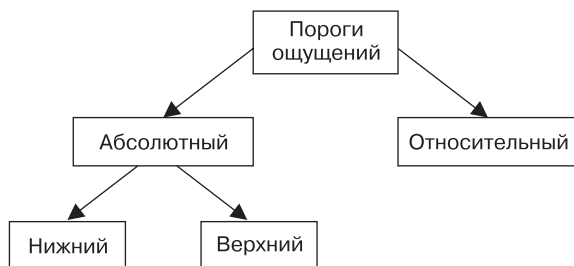 Пороги
ощущений
Абсолютный
Относительный
Нижний
Верхний